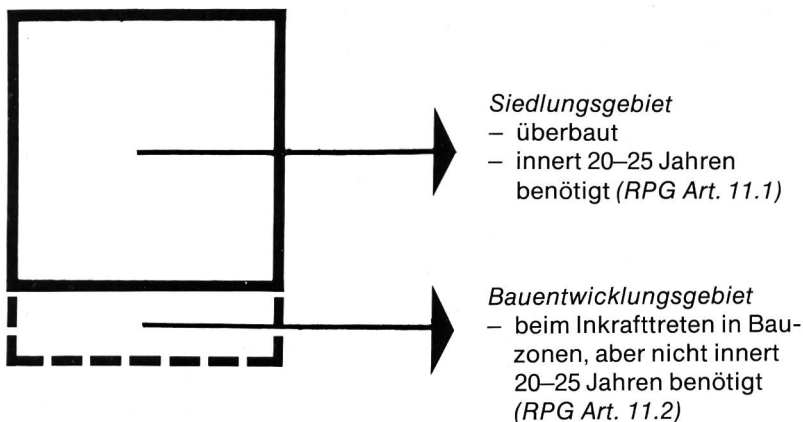 Siedlungsgebiet
– überbaut
– innert 20–25 Jahren
benötigt (RPG Art. 11.1)
Bauentwicklungsgebiet
– beim Inkrafttreten in Bau-
zonen, aber nicht innert
20–25 Jahren benötigt
(RPG Art. 11.2)